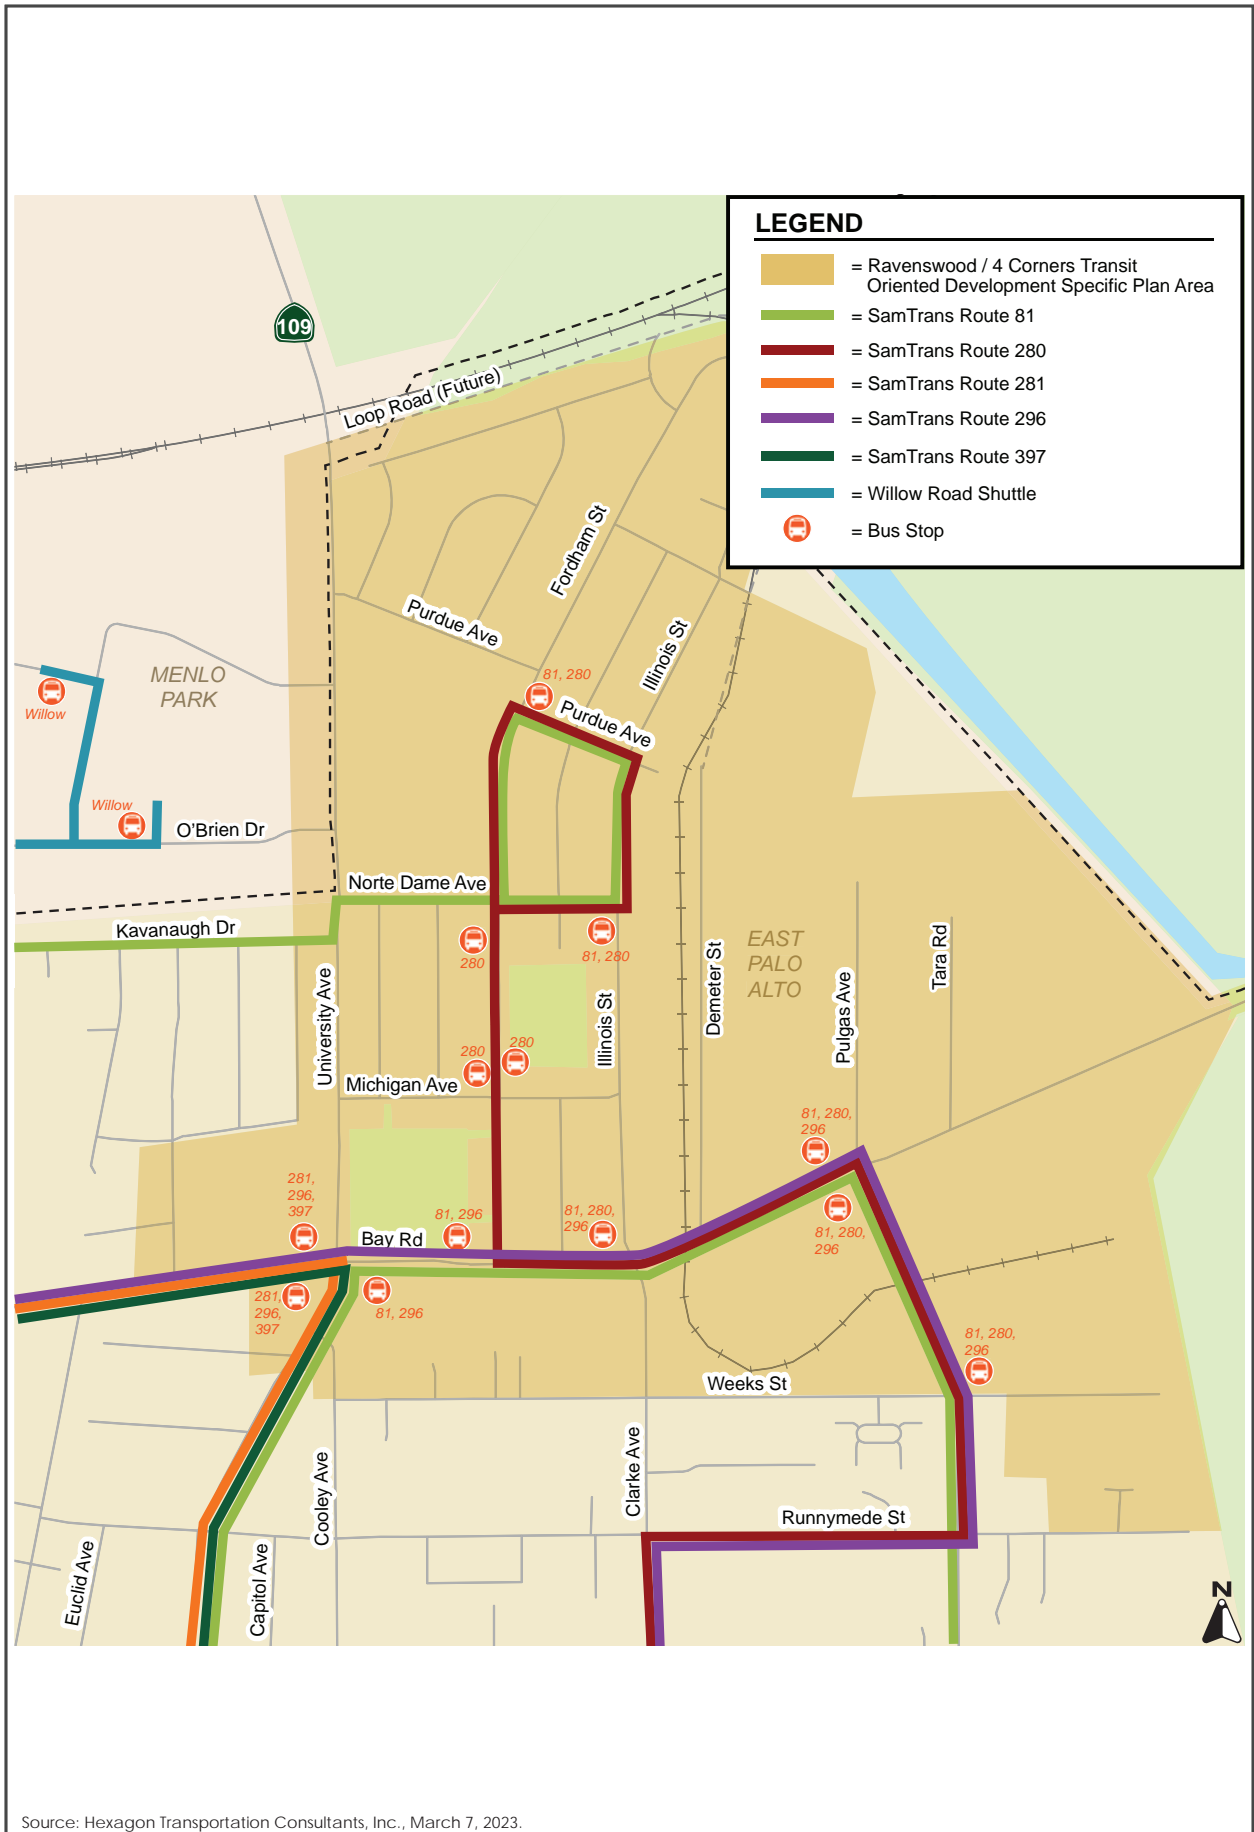 LEGEND
= Ravenswood / 4 Corners Transit
Oriented Development Specific Plan Area
= SamTrans Route 81
= SamTrans Route 280
= SamTrans Route 281
= SamTrans Route 296
= SamTrans Route 397
= Willow Road Shuttle
= Bus Stop
109
Loop Road (Future)
Fordham St
Purdue Ave
Illinois St
MENLO
PARK
81, 280
Willow
Purdue Ave
Willow
O'Brien Dr
Norte Dame Ave
Kavanaugh Dr
280
81, 280
EAST
PALO
ALTO
Tara Rd
Demeter St
Pulgas Ave
University Ave
Illinois St
280
280
Michigan Ave
81, 280,
296
281,
296,
397
81, 296
81, 280,
296
Bay Rd
81, 280,
296
281,
296,
397
81, 296
81, 280,
296
Weeks St
Cooley Ave
Clarke Ave
Runnymede St
Euclid Ave
Capitol Ave
N
Source: Hexagon Transportation Consultants, Inc., March 7, 2023.